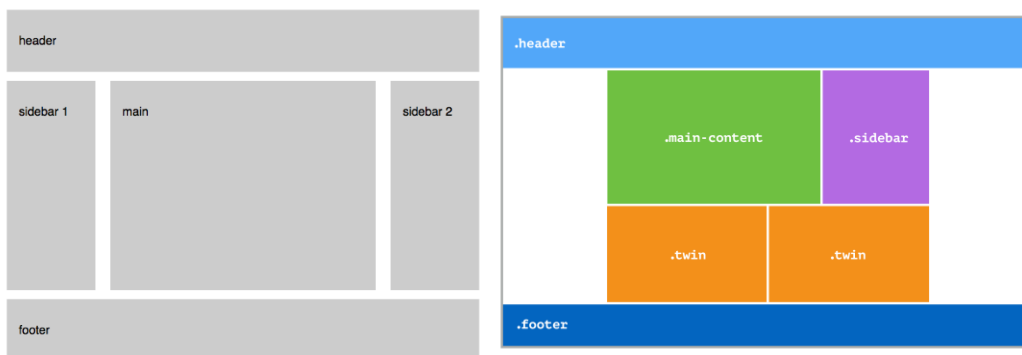 header
sidebar 1
main
sidebar 2
footer
.header
.main-content
.sidebar
.twin
.twin
.footer